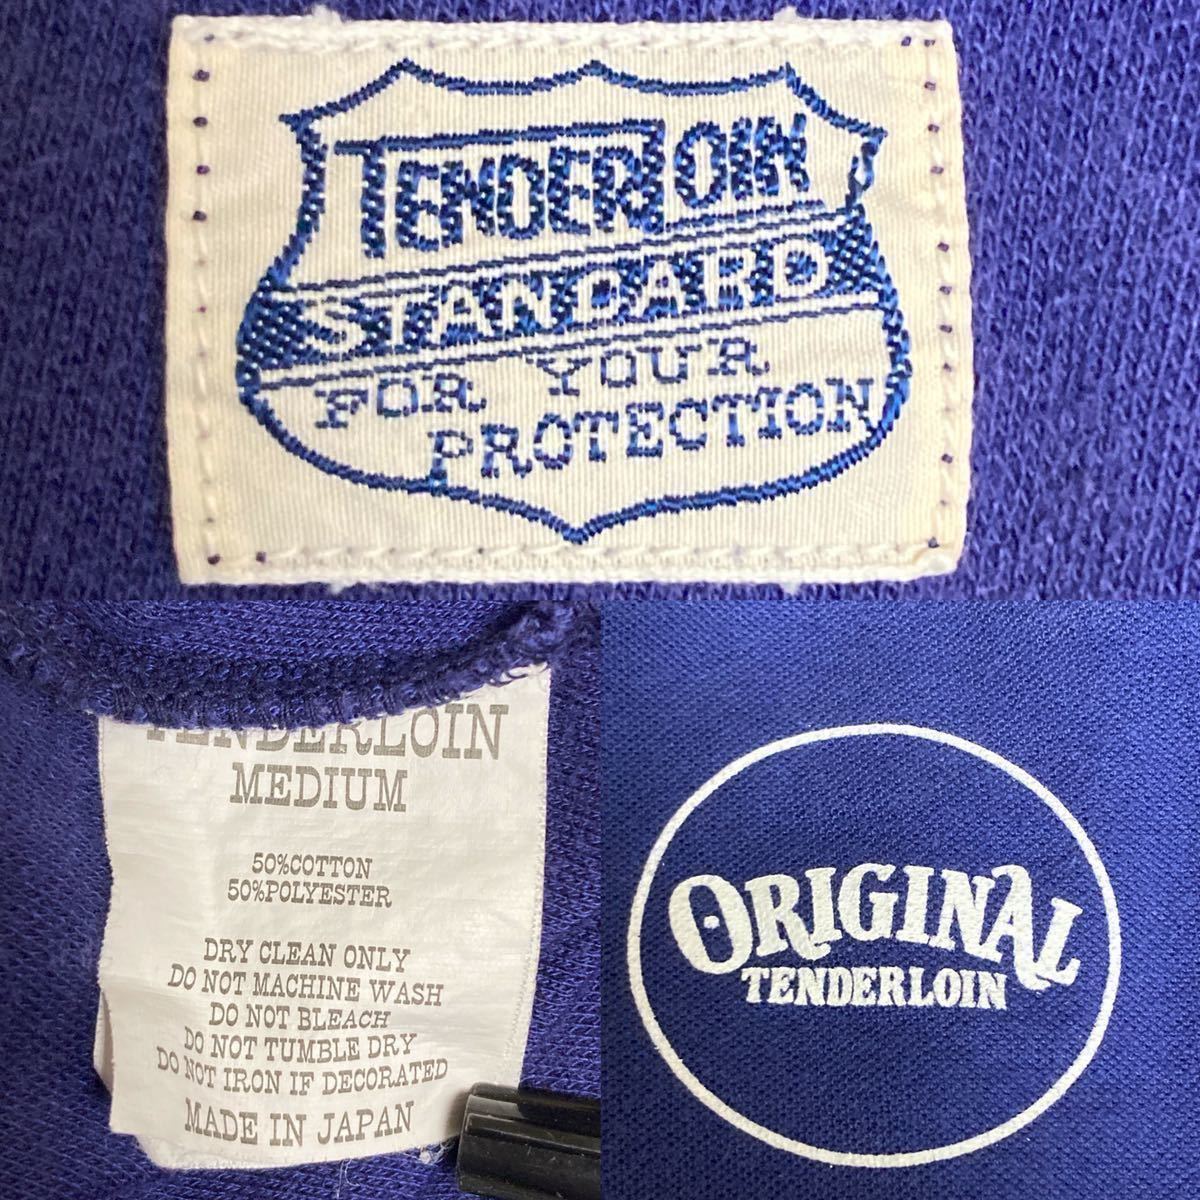 TENDERLOIN
STANDARD
FOR YOUR
PROTECTION
TENDERLOIN
MEDIUM
50%COTTON
50%POLYESTER
DRY CLEAN ONLY
DO NOT MACHINE WASH
DO NOT BLEACH
DO NOT TUMBLE DRY
DO NOT IRON IF DECORATED
MADE IN JAPAN
ORIGINAL
TENDERLOIN